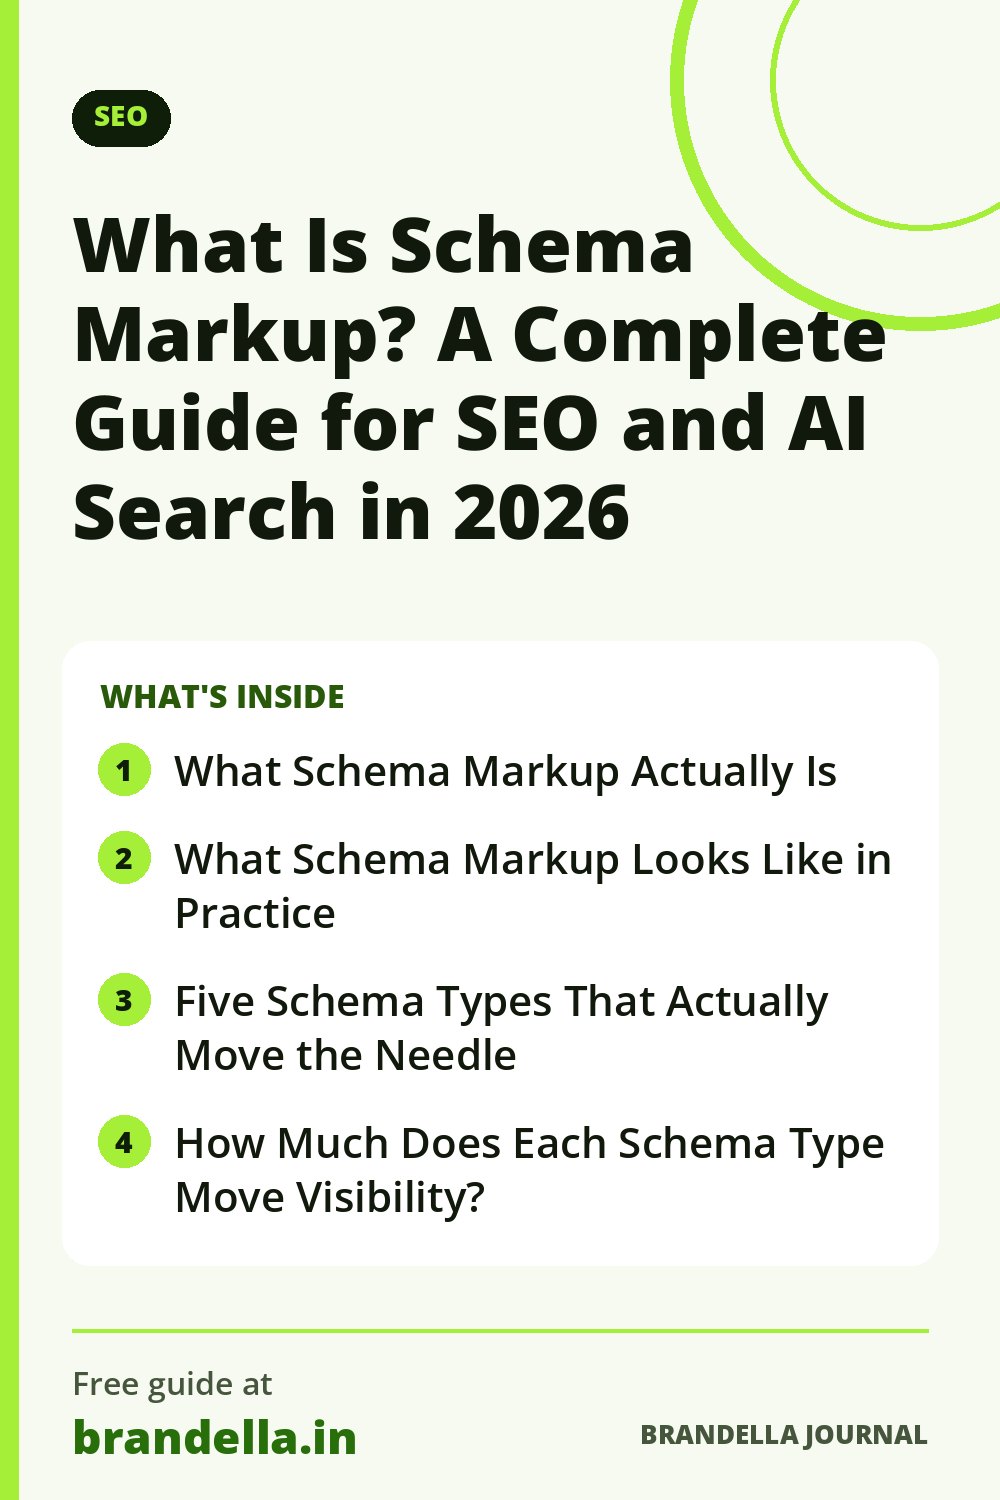 SEO
What Is Schema
Markup? A Complete
Guide for SEO and AI
Search in 2026
WHAT'S INSIDE
1 What Schema Markup Actually Is
2 What Schema Markup Looks Like in
Practice
3 Five Schema Types That Actually
Move the Needle
4 How Much Does Each Schema Type
Move Visibility?
Free guide at
brandella.in
BRANDELLA JOURNAL